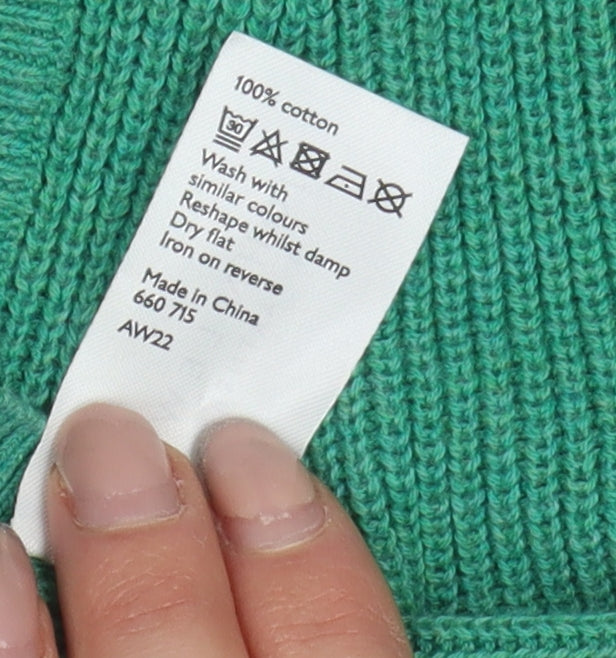 100% cotton
30
Wash with
similar colours
Reshape whilst damp
Dry flat
Iron on reverse
Made in China
660 715
AW22